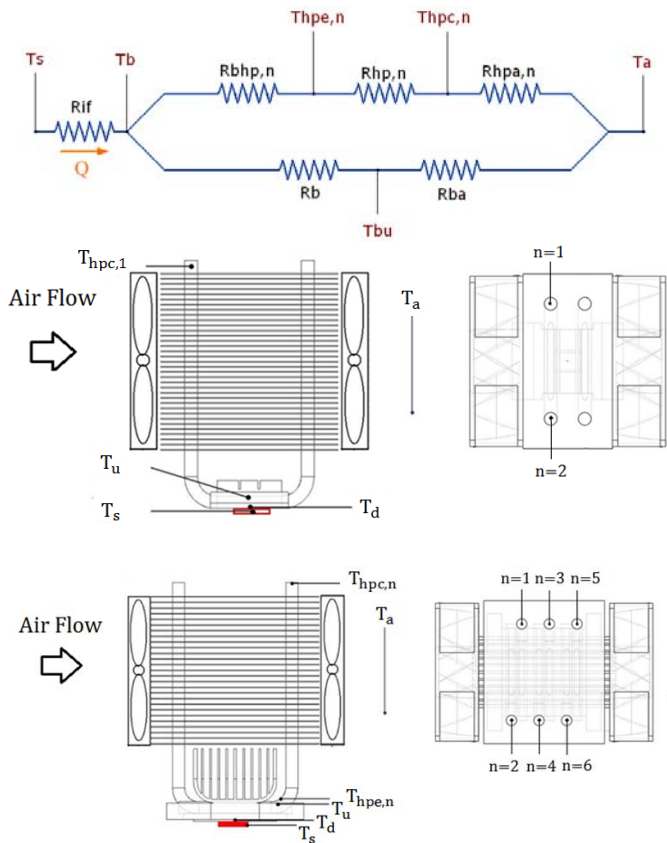 Thpe,n Thpc,n
Ts Tb Rbhp,n Rhp,n Rhpa,n Ta
Rif
Q
Rb Rba
Tbu
Thpc,1
n=1
Air Flow
Ta
Tu
n=2
Ts Td
Thpc,n
n=1 n=3 n=5
Air Flow
Ta
n=2 n=4 n=6
Thpe,n
Tu
Td
Ts